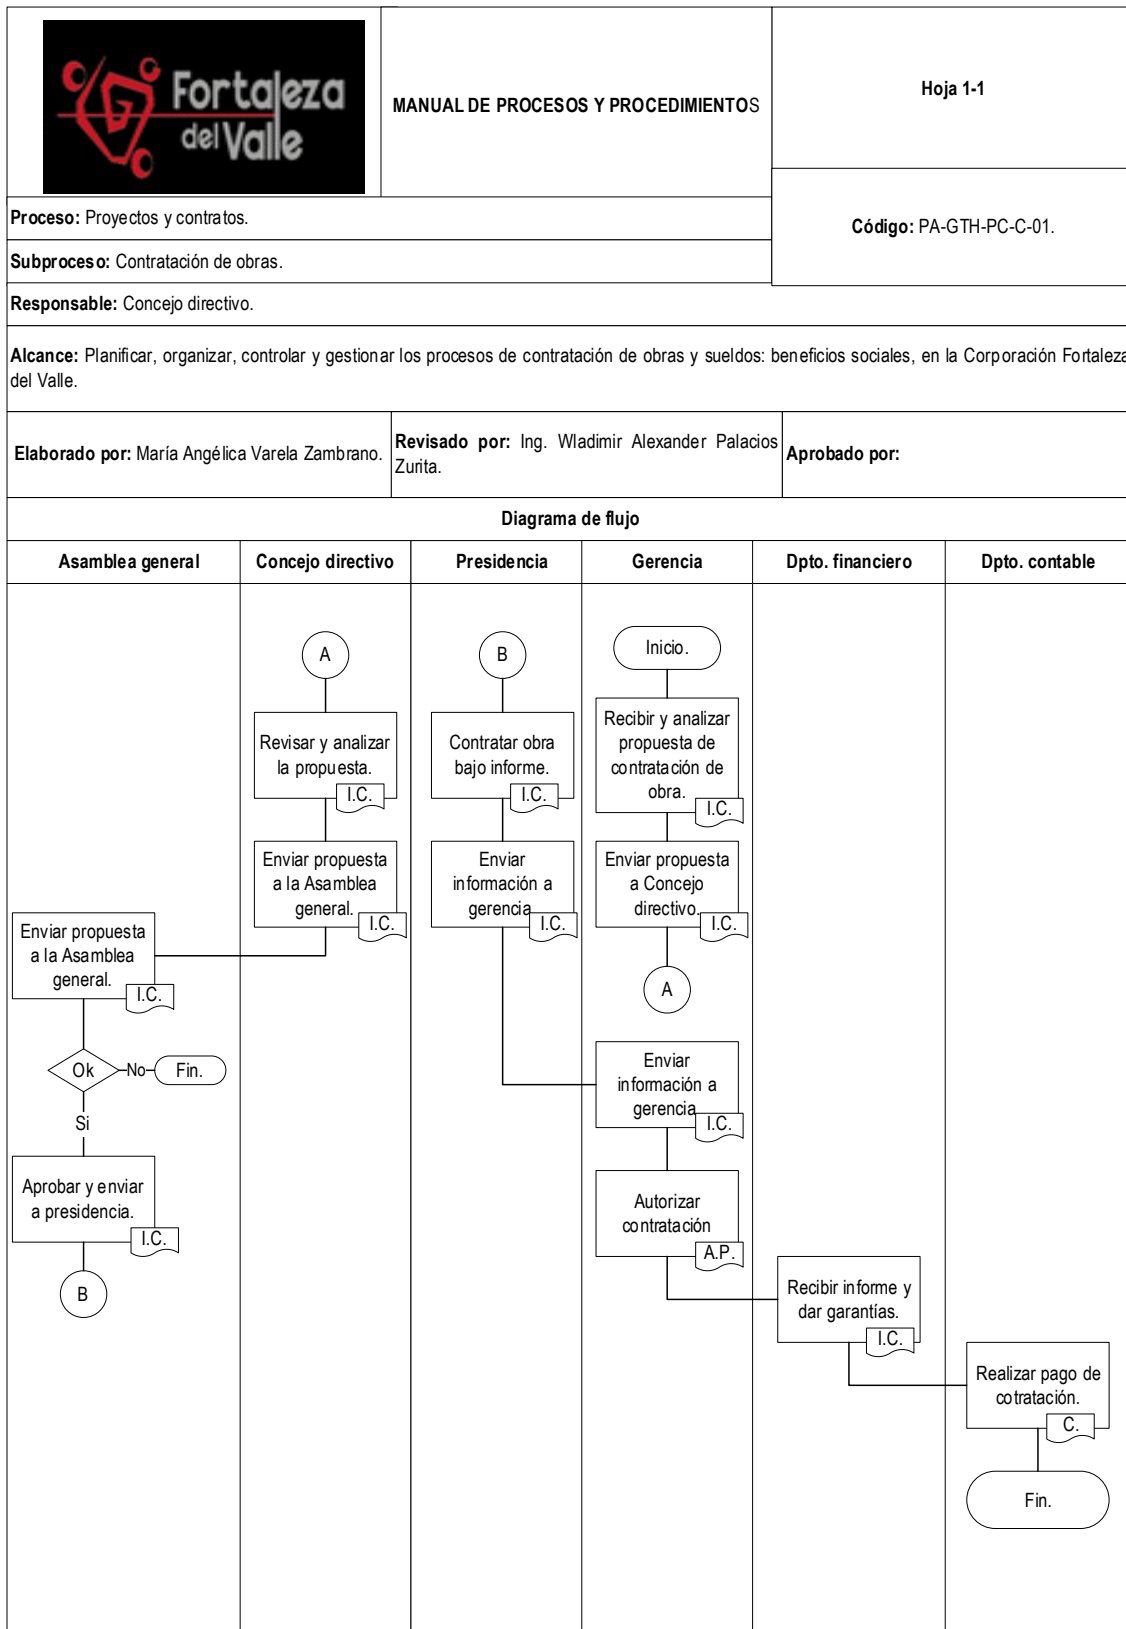 Fortaleza
del Valle
MANUAL DE PROCESOS Y PROCEDIMIENTOS
Hoja 1-1
Proceso: Proyectos y contratos.
Código: PA-GTH-PC-C-01.
Subproceso: Contratación de obras.
Responsable: Concejo directivo.
Alcance: Planificar, organizar, controlar y gestionar los procesos de contratación de obras y sueldos: beneficios sociales, en la Corporación Fortaleza
del Valle.
Elaborado por: María Angélica Varela Zambrano.
Revisado por: Ing. Wladimir Alexander Palacios
Zurita.
Aprobado por:
Diagrama de flujo
Asamblea general
Concejo directivo
Presidencia
Gerencia
Dpto. financiero
Dpto. contable
Enviar propuesta
a la Asamblea
general.
I.C.
Ok
No
Fin.
Si
Aprobar y enviar
a presidencia.
I.C.
B
A
Revisar y analizar
la propuesta.
I.C.
Enviar propuesta
a la Asamblea
general.
I.C.
B
Contratar obra
bajo informe.
I.C.
Enviar
información a
gerencia
I.C.
Inicio.
Recibir y analizar
propuesta de
contratación de
obra.
I.C.
Enviar propuesta
a Concejo
directivo.
I.C.
A
Enviar
información a
gerencia
I.C.
Autorizar
contratación
A.P.
Recibir informe y
dar garantías.
I.C.
Realizar pago de
cotratación.
C.
Fin.